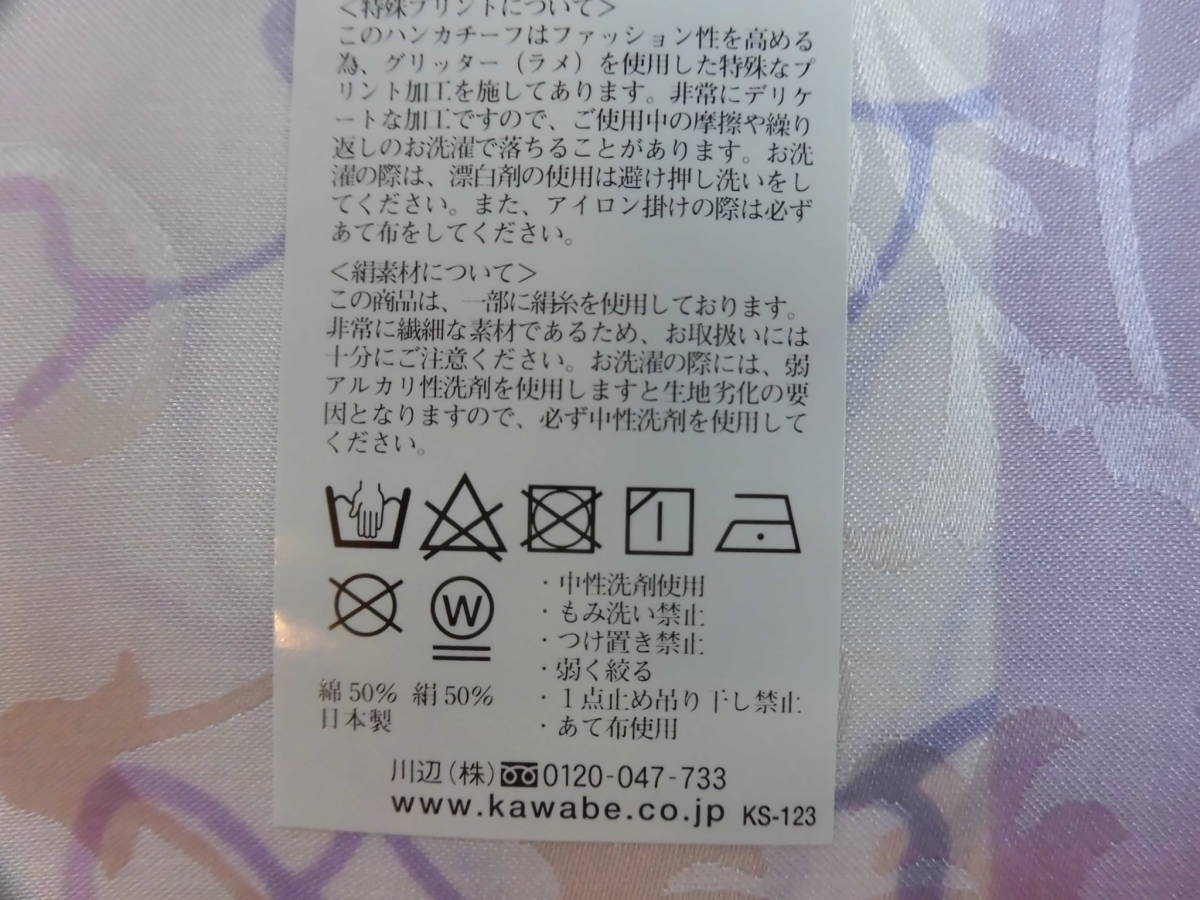 <特殊プリントについて>
このハンカチーフはファッション性を高める
為、グリッター（ラメ）を使用した特殊なプ
リント加工を施してあります。非常にデリケ
ートな加工ですので、ご使用中の摩擦や繰り
返しのお洗濯で落ちることがあります。お洗
濯の際は、漂白剤の使用は避け押し洗いをし
てください。また、アイロン掛けの際は必ず
あて布をしてください。
<絹素材について>
この商品は、一部に絹糸を使用しております。
非常に繊細な素材であるため、お取扱いには
十分にご注意ください。お洗濯の際には、弱
アルカリ性洗剤を使用しますと生地劣化の要
因となりますので、必ず中性洗剤を使用して
ください。
W
・中性洗剤使用
・もみ洗い禁止
・つけ置き禁止
・弱く絞る
・1点止め吊り干し禁止
・あて布使用
綿50% 絹50%
日本製
川辺(株) 0120-047-733
www.kawabe.co.jp KS-123